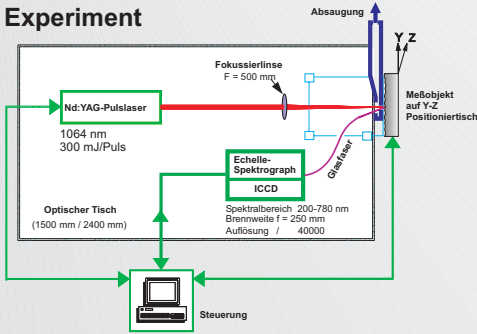 Experiment
Absaugung
Y Z
Fokussierlinse
F = 500 mm
Meßobjekt
auf Y-Z
Positioniertisch
Nd:YAG-Pulslaser
1064 nm
300 mJ/Puls
Glasfaser
Echelle-
Spektrograph
ICCD
Optischer Tisch
(1500 mm / 2400 mm)
Spektralbereich 200-780 nm
Brennweite f = 250 mm
Auflösung / 40000
Steuerung